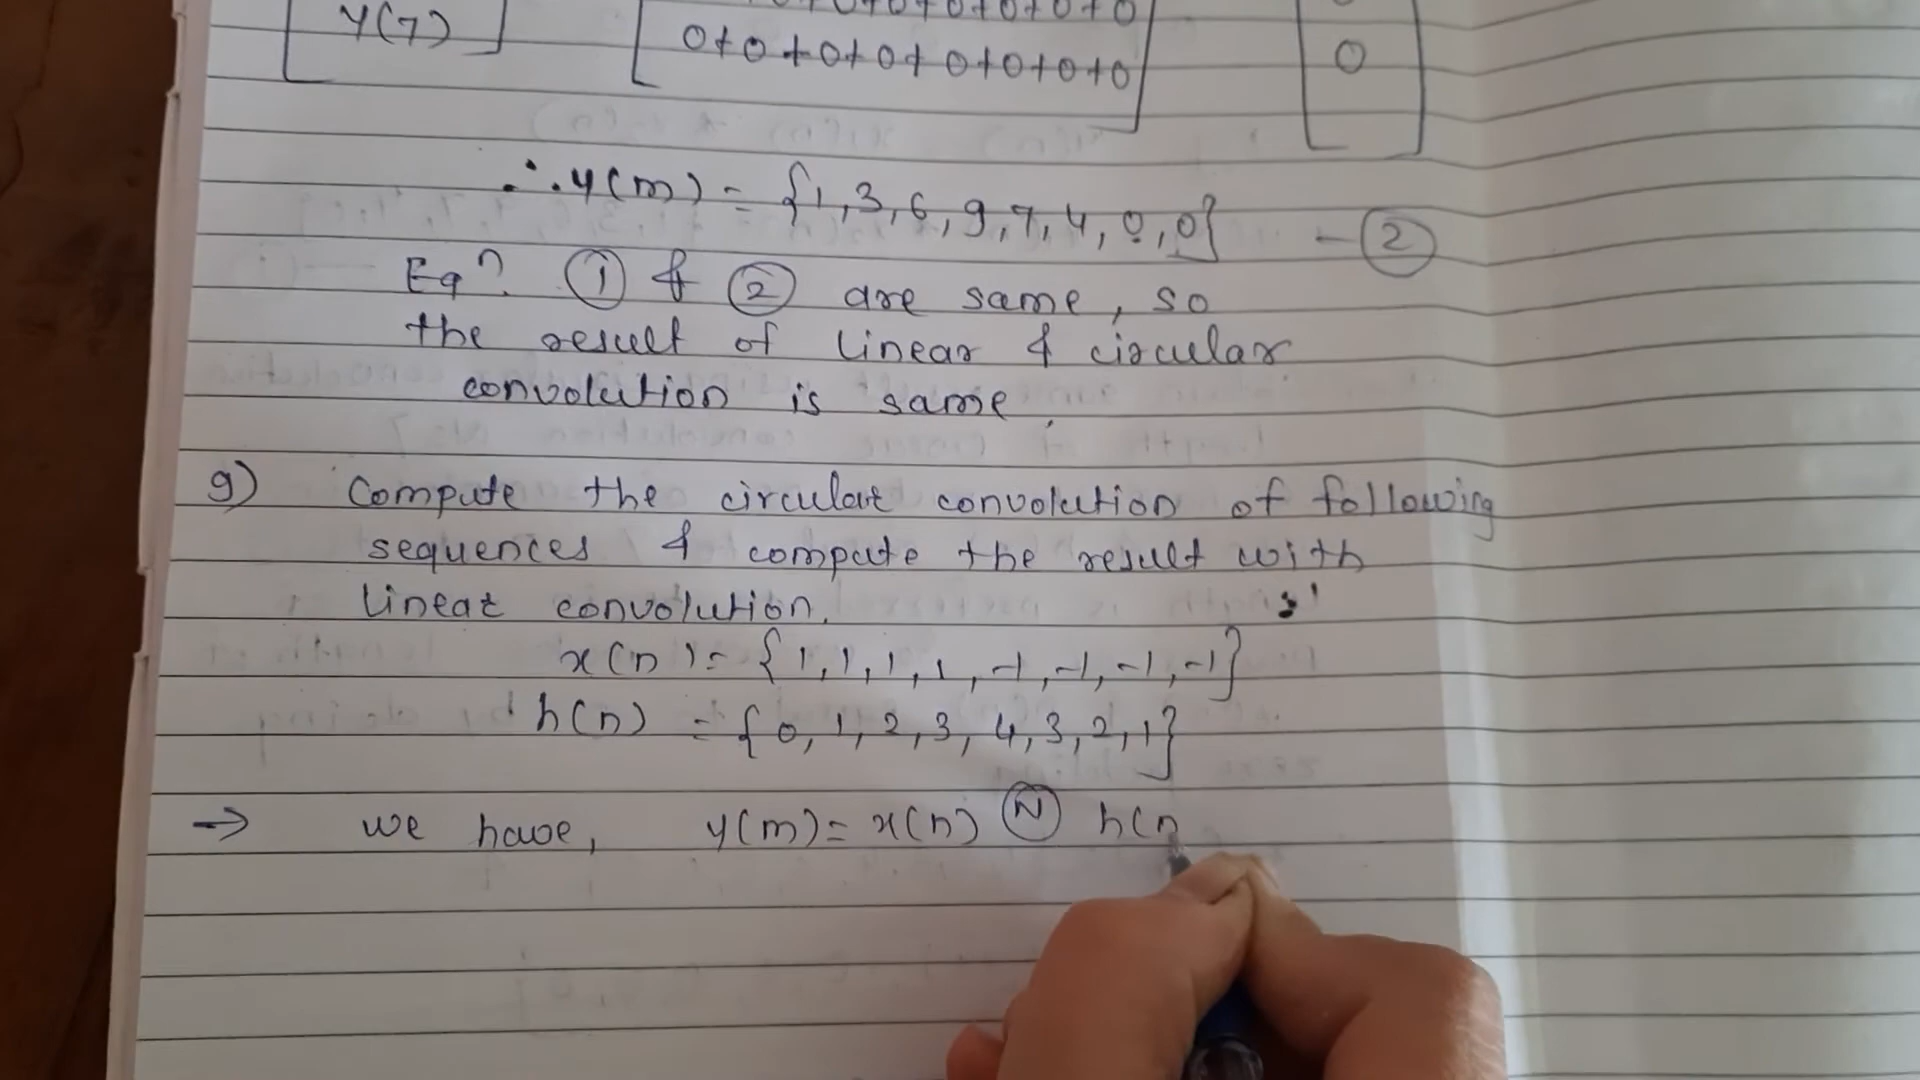 Y(7) 0+0+0+0+0+0+0+0 0
∴ y(m) = {1,3,6,9,7,4,0,0} - ②
Eqn. ① & ② are same, so
the result of linear & circular
convolution is same.
9) Compute the circular convolution of following
sequences & compute the result with
linear convolution.
x(n) = {1,1,1,1,-1,-1,-1,-1}
h(n) = {0,1,2,3,4,3,2,1}
→ we have, y(m)= x(n) Ⓝ h(n